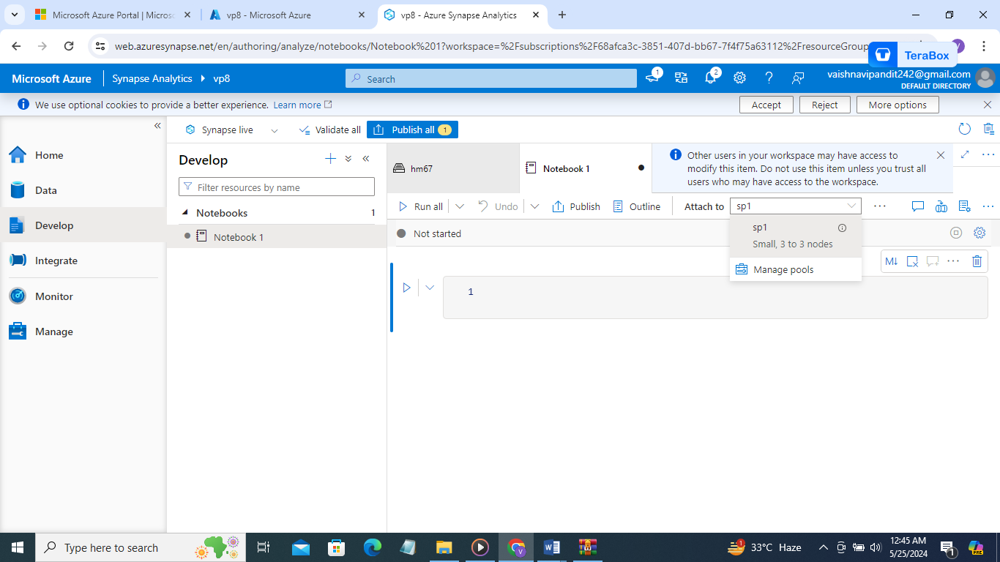 Microsoft Azure Portal | Micros
vp8 - Microsoft Azure
vp8 - Azure Synapse Analytics
web.azuresynapse.net/en/authoring/analyze/notebooks/Notebook%201?workspace=%2Fsubscriptions%2F68afca3c-3851-407d-bb67-7f4f75a63112%2FresourceGroup
V
TeraBox
Microsoft Azure
Synapse Analytics
vp8
Search
1
2
vaishnavipandit242@gmail.com
DEFAULT DIRECTORY
We use optional cookies to provide a better experience. Learn more
Accept
Reject
More options
Synapse live
Validate all
Publish all 1
Home
Data
Develop
Integrate
Monitor
Manage
Develop
Filter resources by name
Notebooks 1
Notebook 1
hm67
Notebook 1
Other users in your workspace may have access to
modify this item. Do not use this item unless you trust all
users who may have access to the workspace.
Run all
Undo
Publish
Outline
Attach to
sp1
sp1
Small, 3 to 3 nodes
Manage pools
Not started
M↓
1
Type here to search
33°C Haze
12:45 AM
5/25/2024